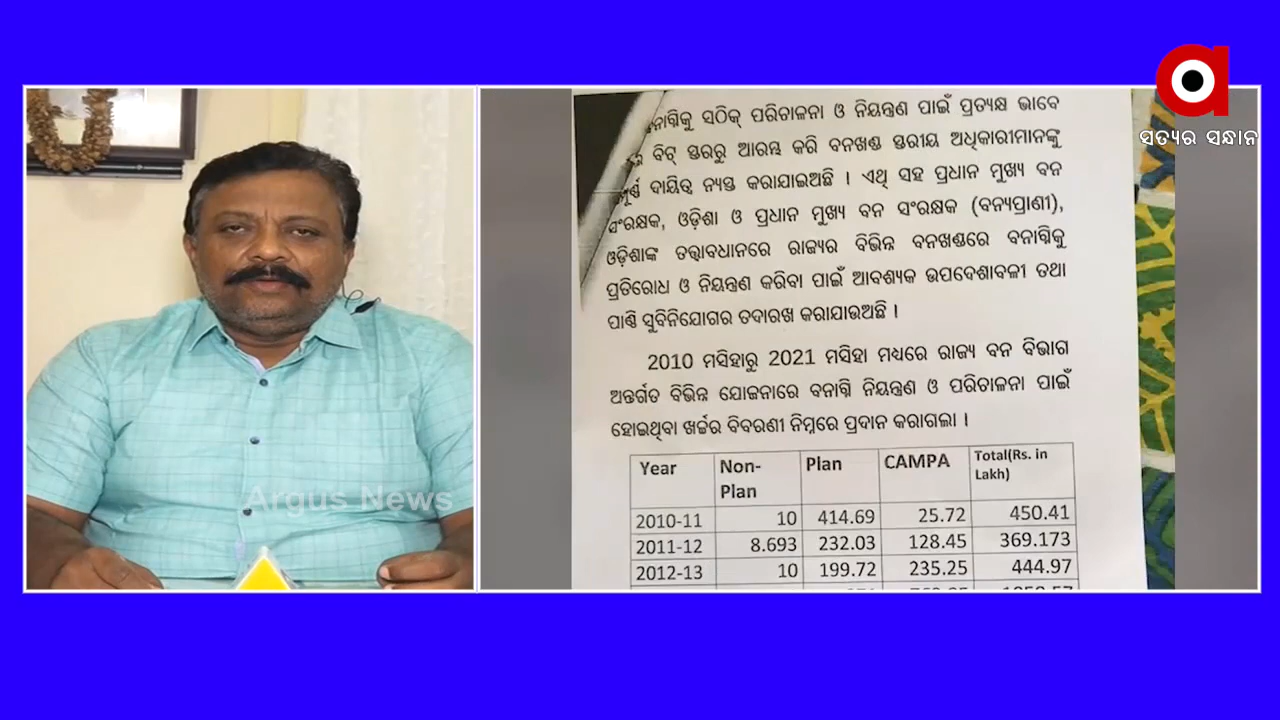 ସତ୍ୟର ସନ୍ଧାନ
Argus News
ବନାଗ୍ନିକୁ ସଠିକ୍ ପରିଚାଳନା ଓ ନିୟନ୍ତ୍ରଣ ପାଇଁ ପ୍ରତ୍ୟକ୍ଷ ଭାବେ
ବିଟ୍ ସ୍ତରରୁ ଆରମ୍ଭ କରି ବନଖଣ୍ଡ ସ୍ତରୀୟ ଅଧିକାରୀମାନଙ୍କୁ
ଦାୟିତ୍ଵ ନ୍ୟସ୍ତ କରାଯାଇଅଛି । ଏଥି ସହ ପ୍ରଧାନ ମୁଖ୍ୟ ବନ
ସଂରକ୍ଷକ, ଓଡ଼ିଶା ଓ ପ୍ରଧାନ ମୁଖ୍ୟ ବନ ସଂରକ୍ଷକ (ବନ୍ୟପ୍ରାଣୀ),
ଓଡ଼ିଶାଙ୍କ ତତ୍ତ୍ଵାବଧାନରେ ରାଜ୍ୟର ବିଭିନ୍ନ ବନଖଣ୍ଡରେ ବନାଗ୍ନିକୁ
ପ୍ରତିରୋଧ ଓ ନିୟନ୍ତ୍ରଣ କରିବା ପାଇଁ ଆବଶ୍ୟକ ଉପଦେଶାବଳୀ ତଥା
ପାଣ୍ଠି ସୁବିନିଯୋଗର ତଦାରଖ କରାଯାଉଅଛି ।
2010 ମସିହାରୁ 2021 ମସିହା ମଧ୍ୟରେ ରାଜ୍ୟ ବନ ବିଭାଗ
ଅନ୍ତର୍ଗତ ବିଭିନ୍ନ ଯୋଜନାରେ ବନାଗ୍ନି ନିୟନ୍ତ୍ରଣ ଓ ପରିଚାଳନା ପାଇଁ
ହୋଇଥିବା ଖର୍ଚ୍ଚର ବିବରଣୀ ନିମ୍ନରେ ପ୍ରଦାନ କରାଗଲା ।
Year Non-Plan Plan CAMPA Total(Rs. in Lakh)
2010-11 10 414.69 25.72 450.41
2011-12 8.693 232.03 128.45 369.173
2012-13 10 199.72 235.25 444.97